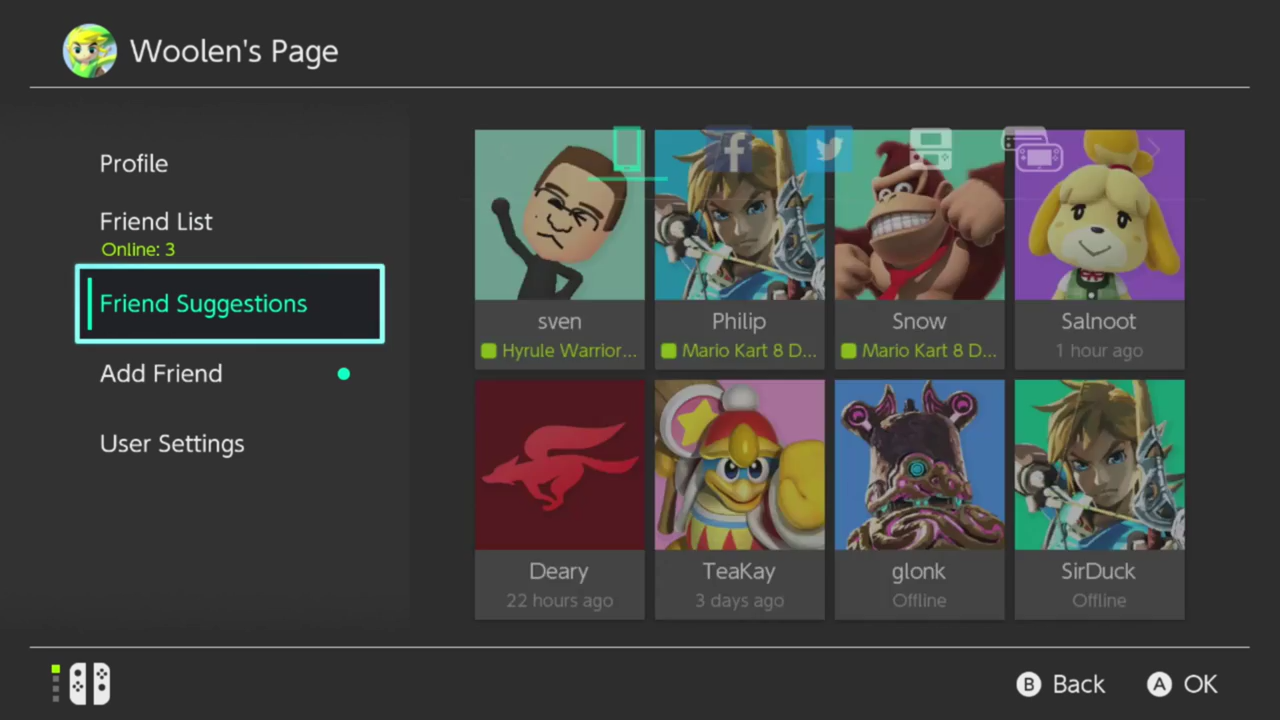 Woolen's Page
Profile
Friend List
Online: 3
Friend Suggestions
Add Friend
User Settings
sven
Hyrule Warrior...
Philip
Mario Kart 8 D...
Snow
Mario Kart 8 D...
Salnoot
1 hour ago
Deary
22 hours ago
TeaKay
3 days ago
glonk
Offline
SirDuck
Offline
B Back
A OK